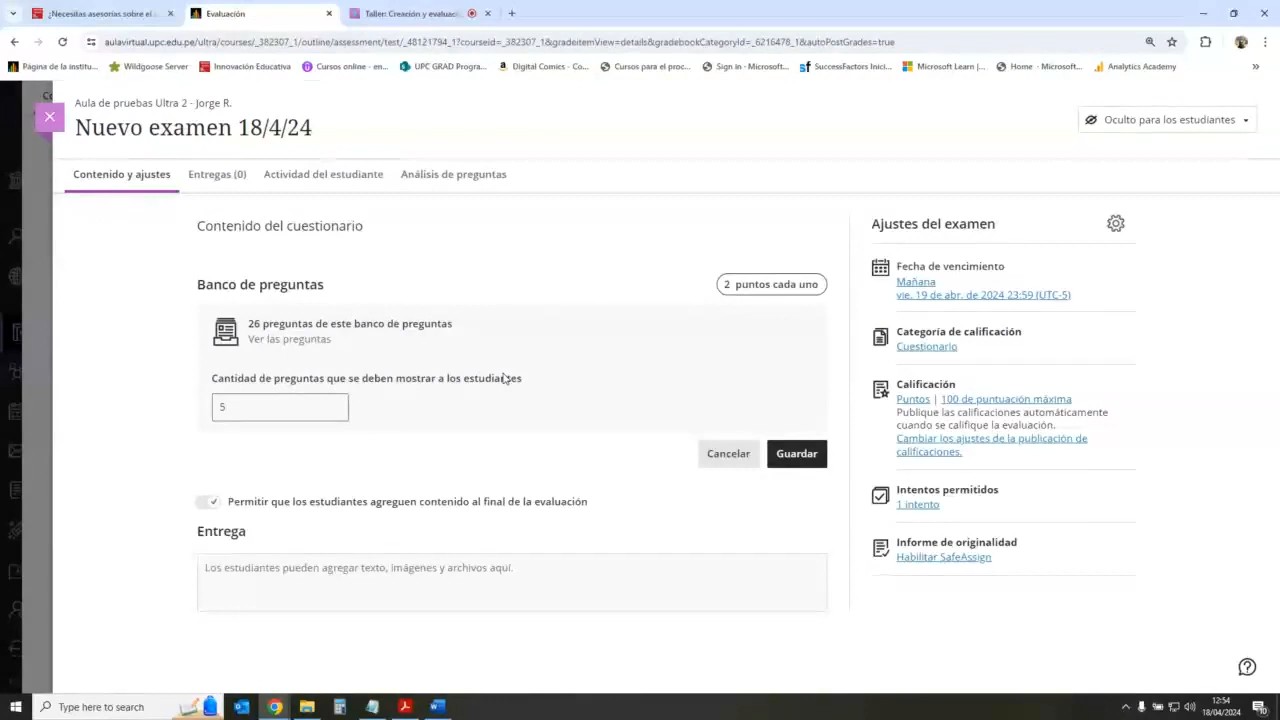 ¿Necesitas asesorías sobre el
Evaluación
Taller: Creación y evaluac
aulavirtual.upc.edu.pe/ultra/courses/_382307_1/outline/assessment/test/_48121794_1?courseId=_382307_1&gradeitemView=details&gradebookCategoryId=_6216478_1&autoPostGrades=true
Página de la institu...
Wildgoose Server
Innovación Educativa
Cursos online - en...
UPC GRAD Progra...
Digital Comics - Co...
Cursos para el proc...
Sign in - Microsoft...
SuccessFactors Inici...
Microsoft Learn |...
Home - Microsoft...
Analytics Academy
Aula de pruebas Ultra 2 - Jorge R.
Nuevo examen 18/4/24
Oculto para los estudiantes
Contenido y ajustes
Entregas (0)
Actividad del estudiante
Análisis de preguntas
Contenido del cuestionario
Banco de preguntas
2 puntos cada uno
26 preguntas de este banco de preguntas
Ver las preguntas
Cantidad de preguntas que se deben mostrar a los estudiantes
5
Cancelar
Guardar
Permitir que los estudiantes agreguen contenido al final de la evaluación
Entrega
Los estudiantes pueden agregar texto, imágenes y archivos aquí.
Ajustes del examen
Fecha de vencimiento
Mañana
vie. 19 de abr. de 2024 23:59 (UTC-5)
Categoría de calificación
Cuestionario
Calificación
Puntos | 100 de puntuación máxima
Publique las calificaciones automáticamente
cuando se califique la evaluación.
Cambiar los ajustes de la publicación de
calificaciones.
Intentos permitidos
1 intento
Informe de originalidad
Habilitar SafeAssign
Type here to search
12:54
18/04/2024